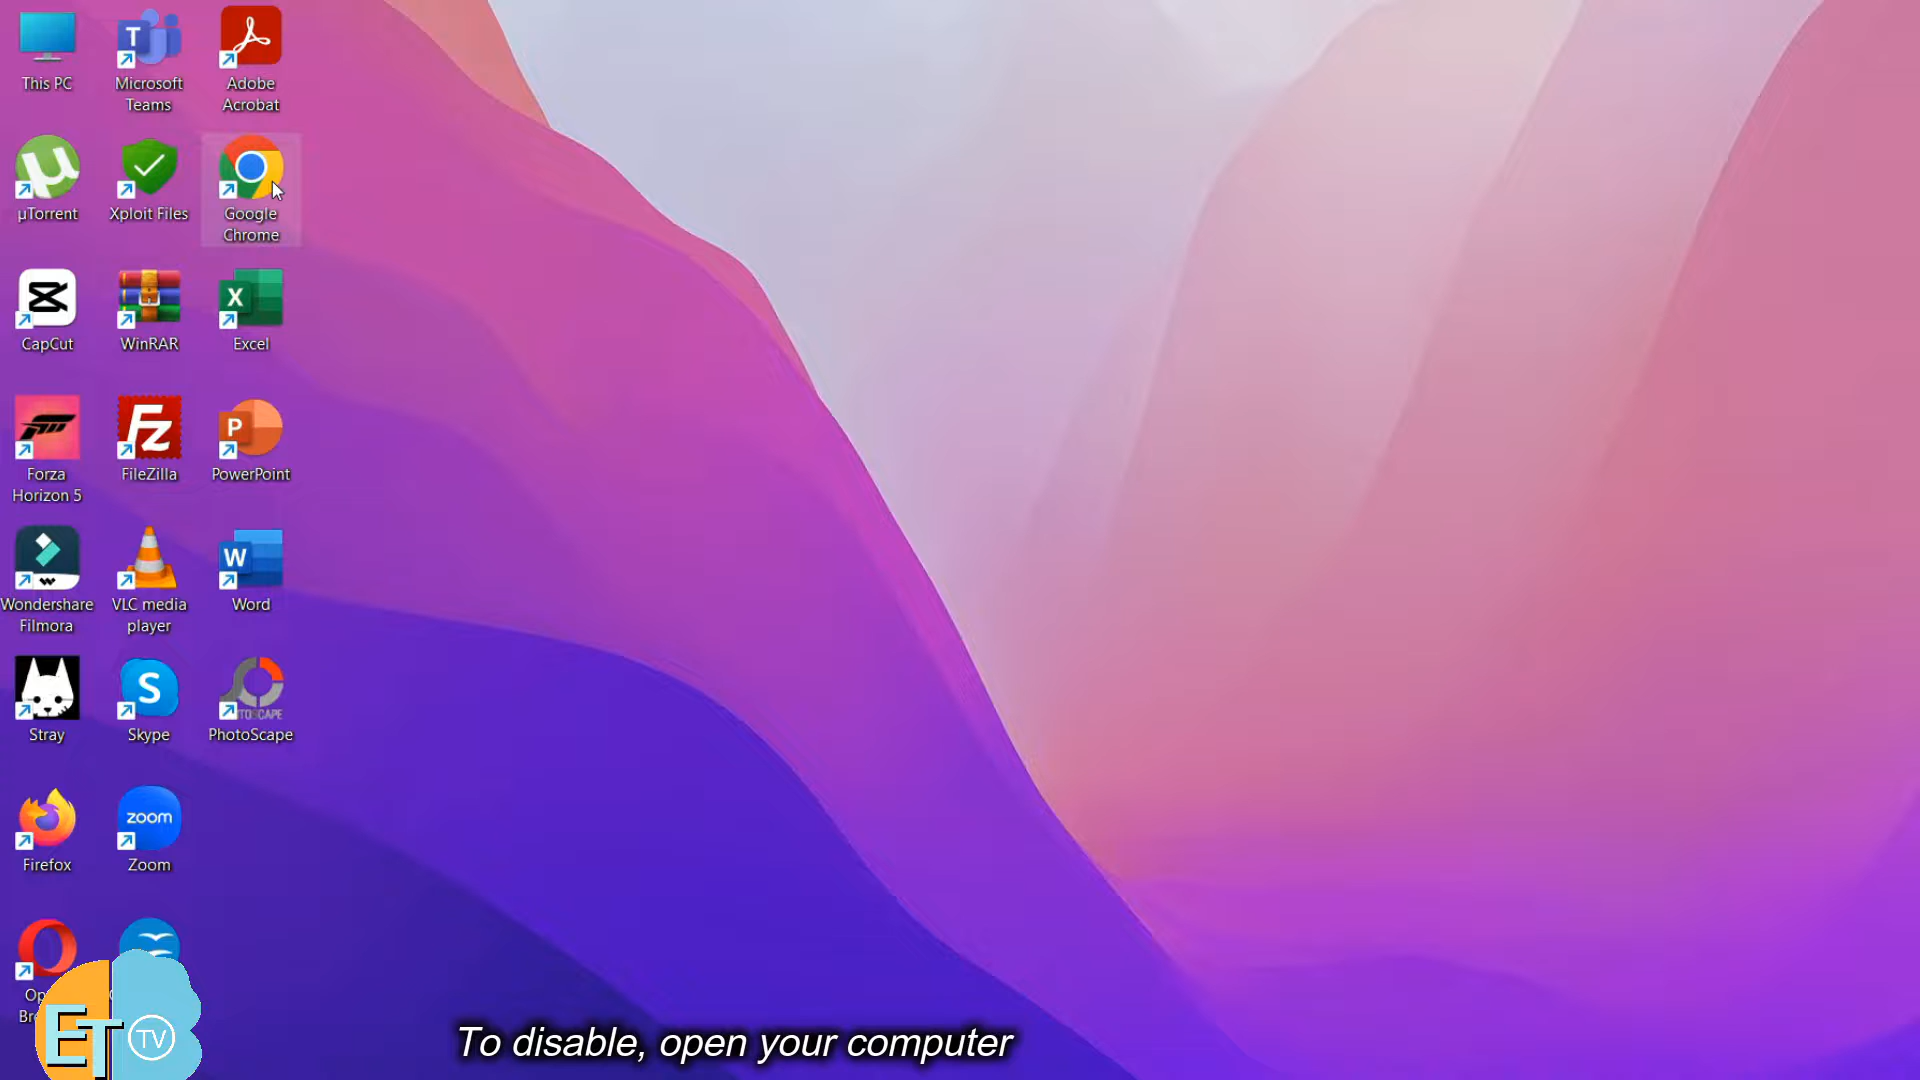 This PC
Microsoft
Teams
Adobe
Acrobat
µTorrent
Xploit Files
Google
Chrome
CapCut
WinRAR
Excel
Forza
Horizon 5
FileZilla
PowerPoint
Wondershare
Filmora
VLC media
player
Word
Stray
Skype
PhotoScape
Firefox
zoom
Zoom
ET TV
To disable, open your computer